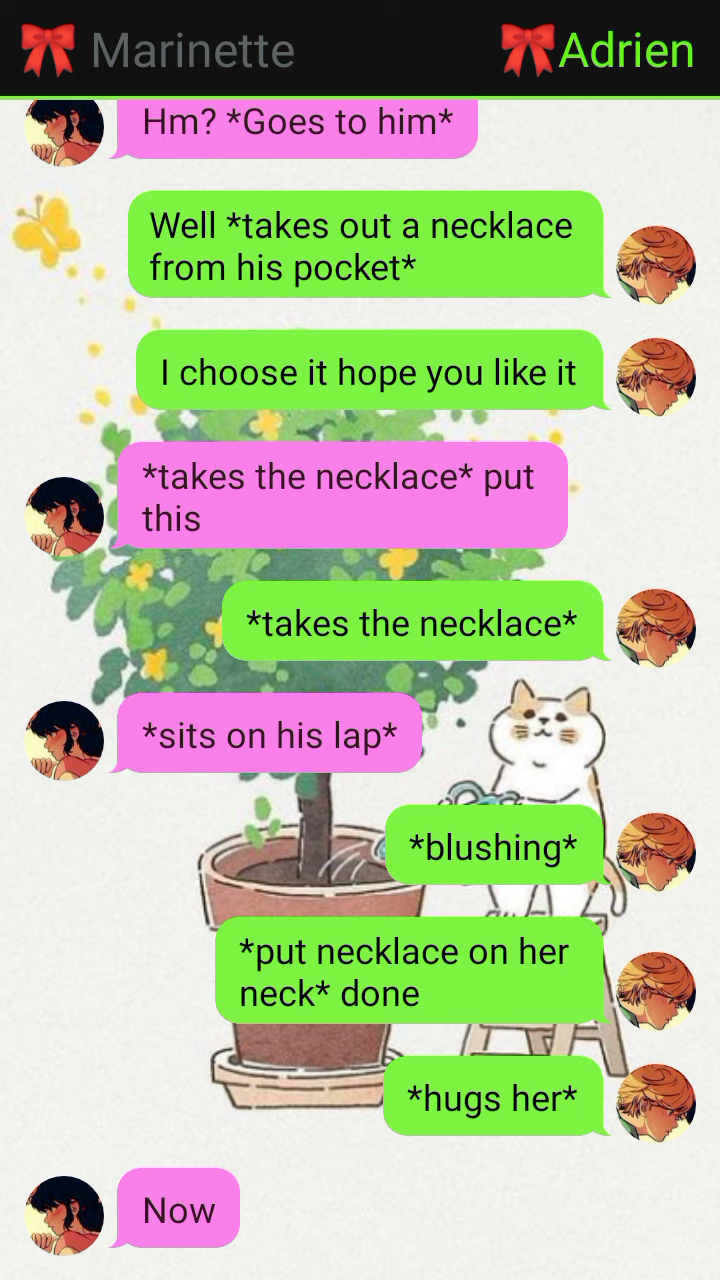 🎀 Marinette
🎀Adrien
Hm? *Goes to him*
Well *takes out a necklace
from his pocket*
I choose it hope you like it
*takes the necklace* put
this
*takes the necklace*
*sits on his lap*
*blushing*
*put necklace on her
neck* done
*hugs her*
Now